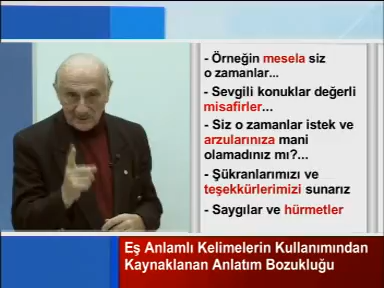 - Örneğin mesela siz
o zamanlar...
- Sevgili konuklar değerli
misafirler...
- Siz o zamanlar istek ve
arzularınıza mani
olamadınız mı?...
- Şükranlarımızı ve
teşekkürlerimizi sunarız
- Saygılar ve hürmetler
Eş Anlamlı Kelimelerin Kullanımından
Kaynaklanan Anlatım Bozukluğu